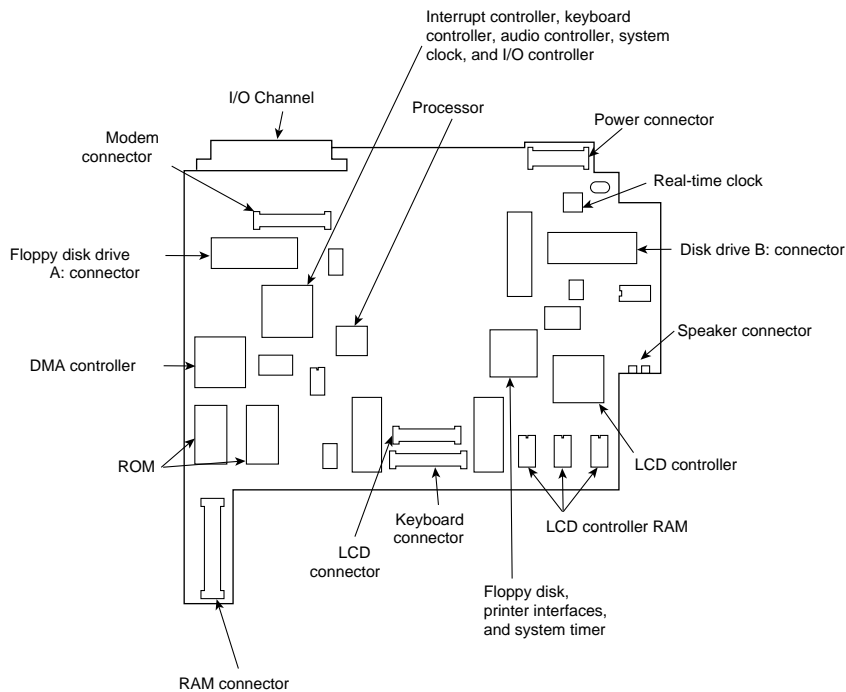 Interrupt controller, keyboard
controller, audio controller, system
clock, and I/O controller
I/O Channel
Processor
Power connector
Modem
connector
Real-time clock
Floppy disk drive
A: connector
Disk drive B: connector
Speaker connector
DMA controller
ROM
LCD controller
Keyboard
connector
LCD controller RAM
LCD
connector
Floppy disk,
printer interfaces,
and system timer
RAM connector